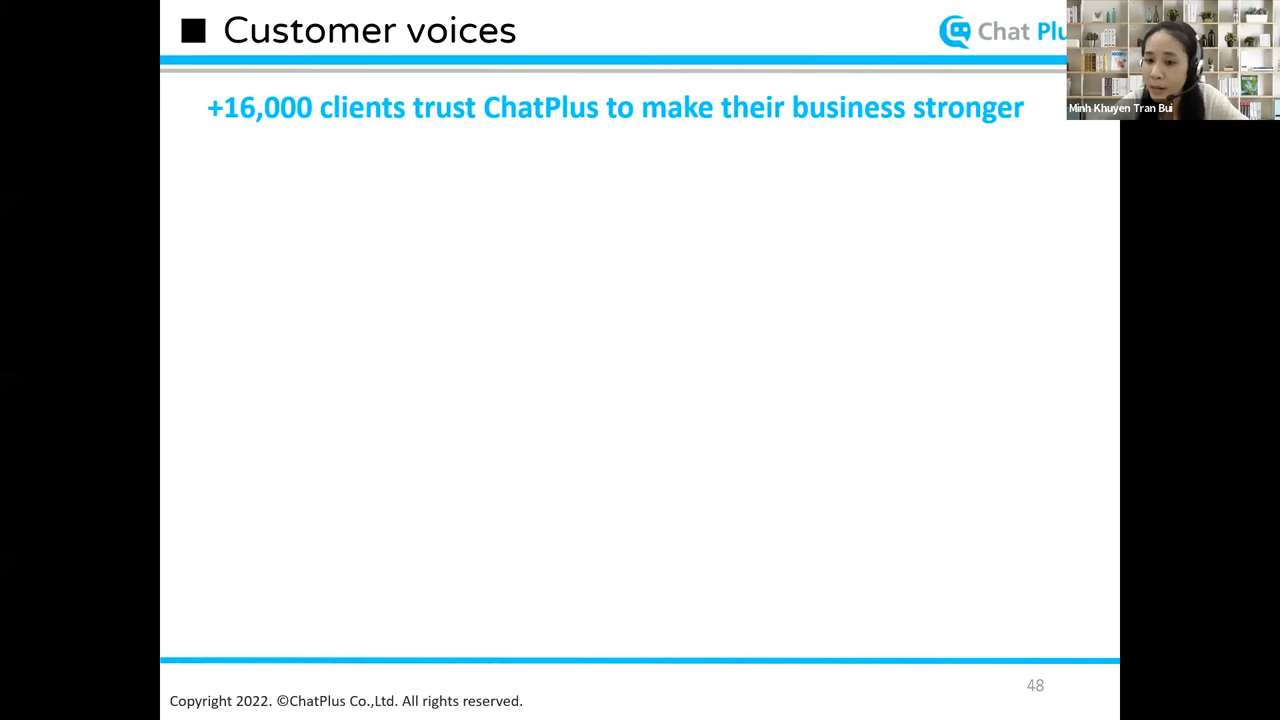 ■ Customer voices
Chat Plu
Minh Khuyen Tran Bui
+16,000 clients trust ChatPlus to make their business stronger
48
Copyright 2022. ©ChatPlus Co.,Ltd. All rights reserved.